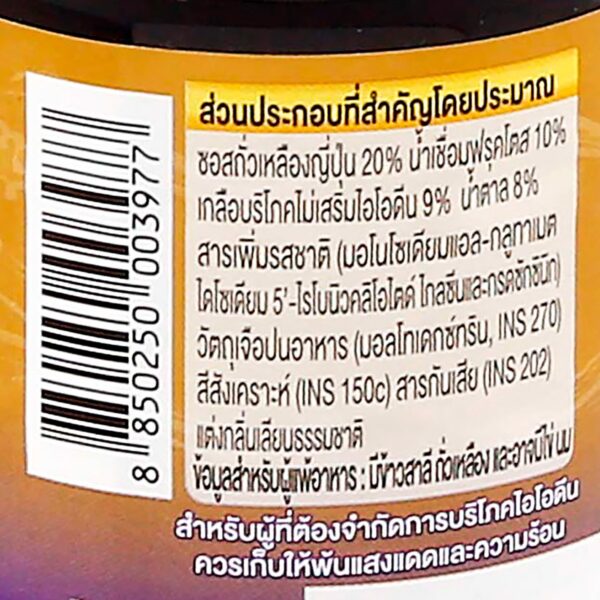 ส่วนประกอบที่สำคัญโดยประมาณ
ซอสถั่วเหลืองญี่ปุ่น 20% น้ำเชื่อมฟรุคโตส 10%
เกลือบริโภคไม่เสริมไอโอดีน 9% น้ำตาล 8%
สารเพิ่มรสชาติ (มอโนโซเดียมแอล-กลูทาเมต
ไดโซเดียม 5'-ไรโบนิวคลีโอไตด์ ไกลซีนและกรดซักซินิก)
วัตถุเจือปนอาหาร (มอลโทเดกซ์ทริน, INS 270)
สีสังเคราะห์ (INS 150c) สารกันเสีย (INS 202)
แต่งกลิ่นเลียนธรรมชาติ
ข้อมูลสำหรับผู้แพ้อาหาร : มีข้าวสาลี ถั่วเหลือง และอาจมีไข่ นม
สำหรับผู้ที่ต้องจำกัดการบริโภคไอโอดีน
ควรเก็บให้พ้นแสงแดดและความร้อน
8 850250 003977